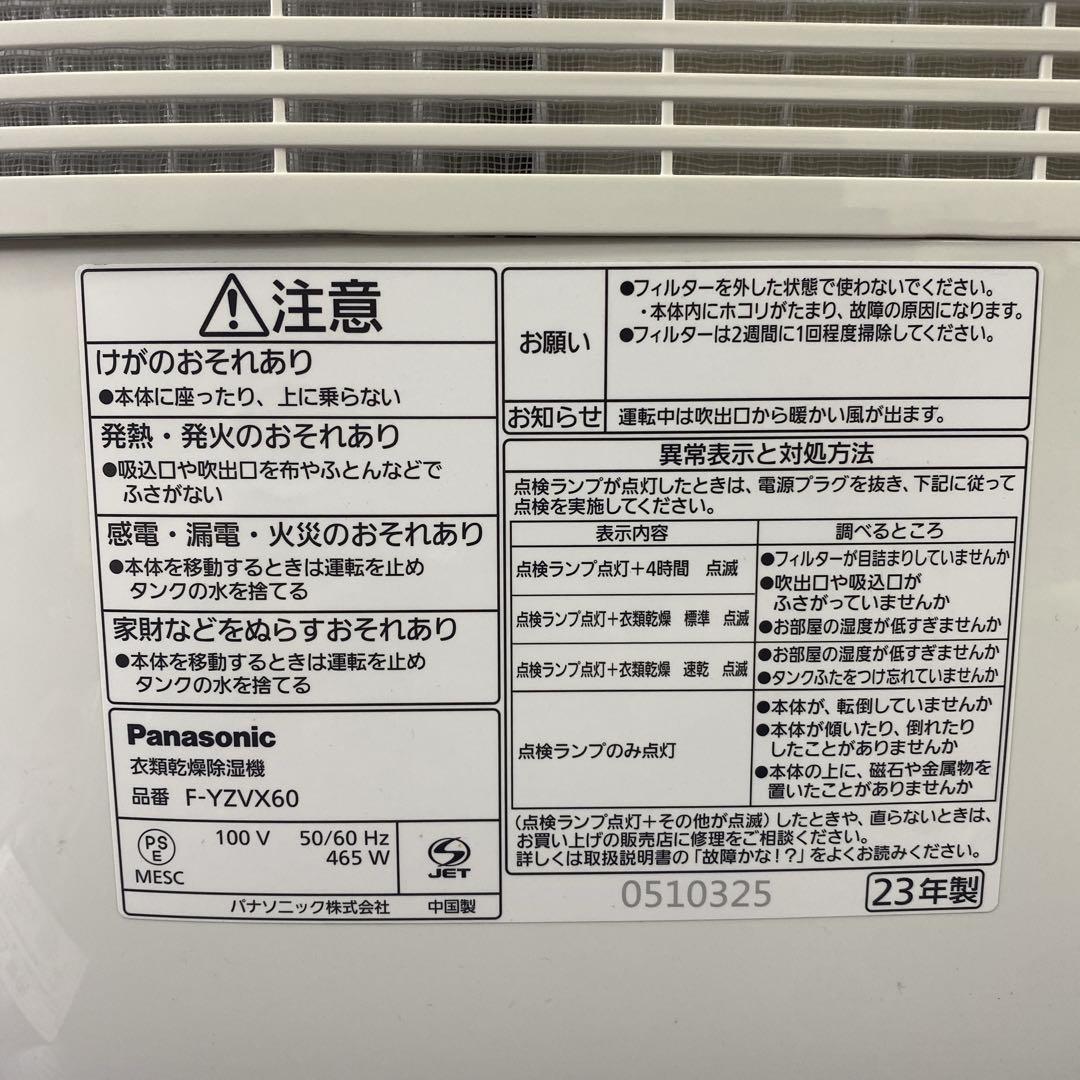 注意
けがのおそれあり
●本体に座ったり、上に乗らない
発熱・発火のおそれあり
●吸込口や吹出口を布やふとんなどで
ふさがない
感電・漏電・火災のおそれあり
●本体を移動するときは運転を止め
タンクの水を捨てる
家財などをぬらすおそれあり
●本体を移動するときは運転を止め
タンクの水を捨てる
Panasonic
衣類乾燥除湿機
品番 F-YZVX60
PS
E
MESC
100 V 50/60 Hz
465 W
S
JET
パナソニック株式会社 中国製
お願い
●フィルターを外した状態で使わないでください。
・本体内にホコリがたまり、故障の原因になります。
●フィルターは2週間に1回程度掃除してください。
お知らせ
運転中は吹出口から暖かい風が出ます。
異常表示と対処方法
点検ランプが点灯したときは、電源プラグを抜き、下記に従って
点検を実施してください。
表示内容 調べるところ
点検ランプ点灯+4時間 点滅
点検ランプ点灯+衣類乾燥 標準 点滅
●フィルターが目詰まりしていませんか
●吹出口や吸込口が
ふさがっていませんか
●お部屋の湿度が低すぎませんか
点検ランプ点灯+衣類乾燥 速乾 点滅
●お部屋の湿度が低すぎませんか
●タンクふたをつけ忘れていませんか
点検ランプのみ点灯
●本体が、転倒していませんか
●本体が傾いたり、倒れたり
したことがありませんか
●本体の上に、磁石や金属物を
置いたことがありませんか
(点検ランプ点灯+その他が点滅)したときや、直らないときは、
お買い上げの販売店に修理をご相談ください。
詳しくは取扱説明書の「故障かな!?」をよくお読みください。
0510325 23年製